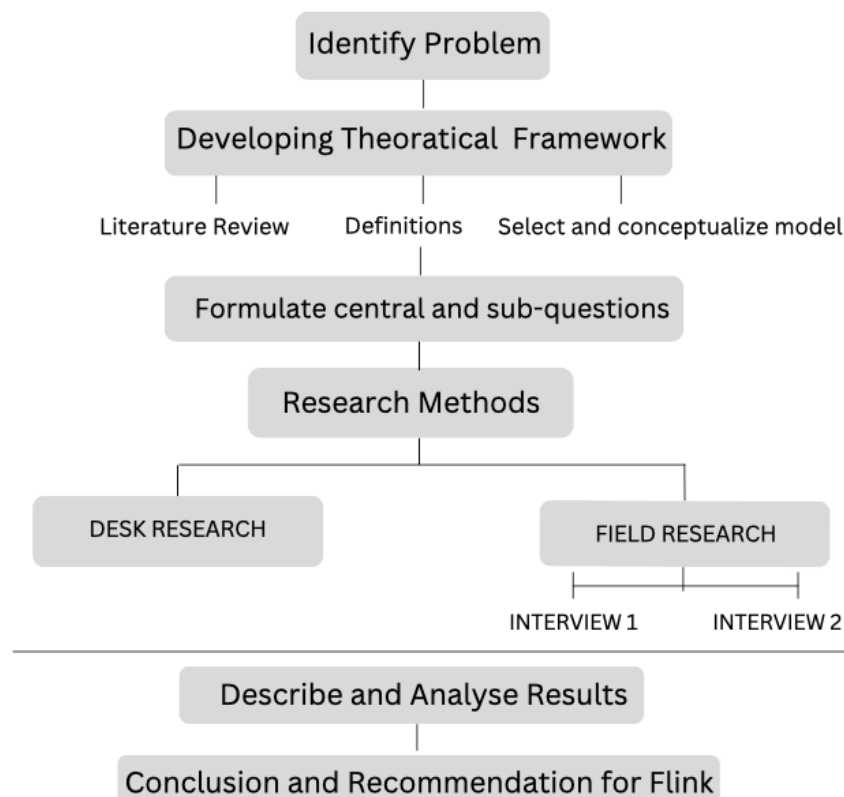 Identify Problem
Developing Theoratical Framework
Literature Review
Definitions
Select and conceptualize model
Formulate central and sub-questions
Research Methods
DESK RESEARCH
FIELD RESEARCH
INTERVIEW 1
INTERVIEW 2
Describe and Analyse Results
Conclusion and Recommendation for Flink